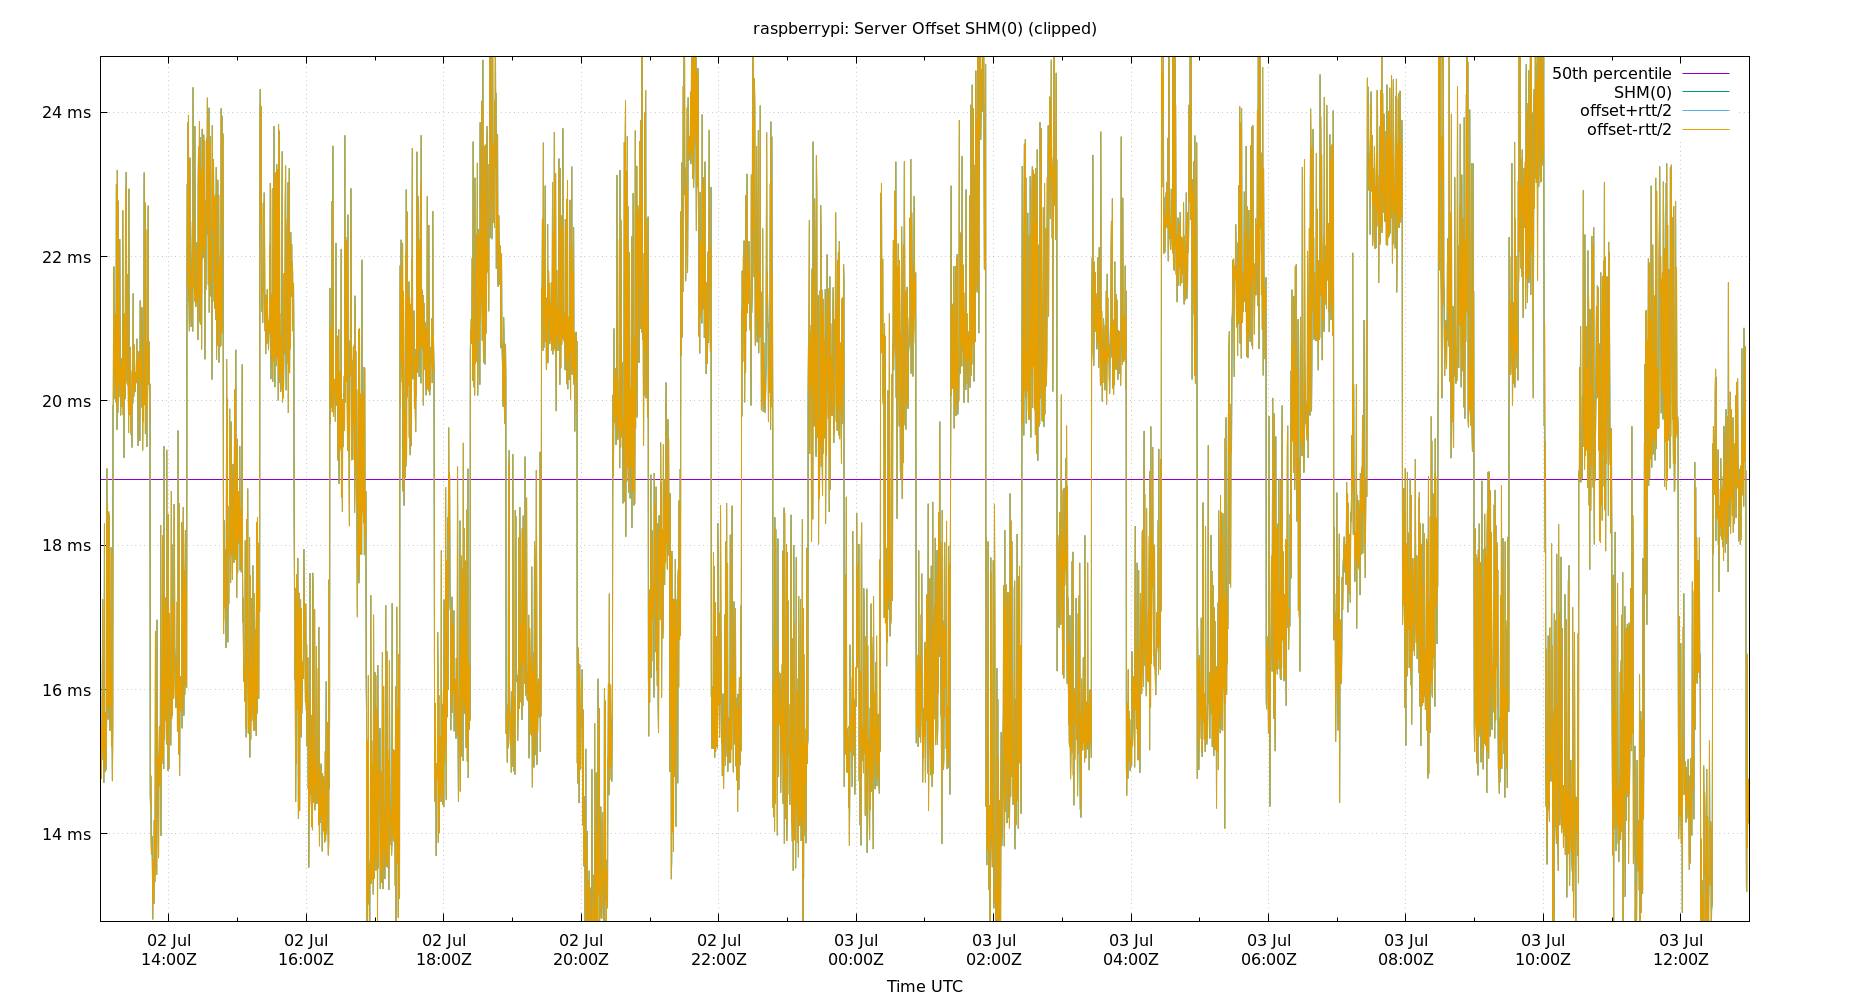 raspberrypi: Server Offset SHM(0) (clipped)
50th percentile
SHM(0)
offset+rtt/2
offset-rtt/2
24 ms
22 ms
20 ms
18 ms
16 ms
14 ms
02 Jul 02 Jul 02 Jul 02 Jul 02 Jul 03 Jul 03 Jul 03 Jul 03 Jul 03 Jul 03 Jul 03 Jul
14:00Z 16:00Z 18:00Z 20:00Z 22:00Z 00:00Z 02:00Z 04:00Z 06:00Z 08:00Z 10:00Z 12:00Z
Time UTC